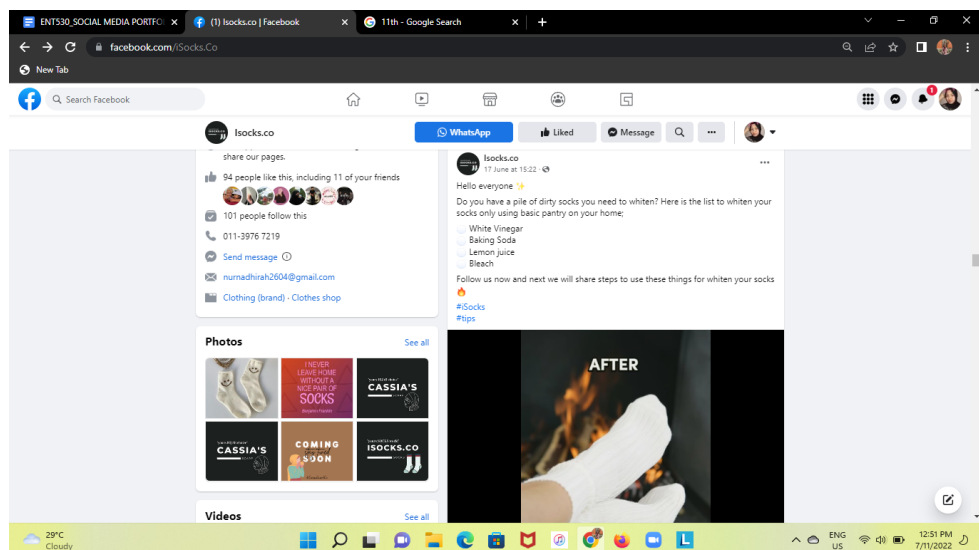 ENT530_SOCIAL MEDIA PORTFO
(1) Isocks.co | Facebook
11th - Google Search
facebook.com/iSocks.Co
New Tab
Search Facebook
1
Isocks.co
WhatsApp
Liked
Message
share our pages.
94 people like this, including 11 of your friends
101 people follow this
011-3976 7219
Send message
nurnadhirah2604@gmail.com
Clothing (brand) · Clothes shop
Photos
See all
I NEVER
LEAVE HOME
WITHOUT A
NICE PAIR OF
SOCKS
CASSIA'S
CASSIA'S
COMING
SOON
ISOCKS.CO
Videos
See all
Isocks.co
17 June at 15:22 ·
Hello everyone ✨
Do you have a pile of dirty socks you need to whiten? Here is the list to whiten your
socks only using basic pantry on your home;
White Vinegar
Baking Soda
Lemon juice
Bleach
Follow us now and next we will share steps to use these things for whiten your socks
🔥
#iSocks
#tips
AFTER
29°C
Cloudy
ENG
US
12:51 PM
7/11/2022